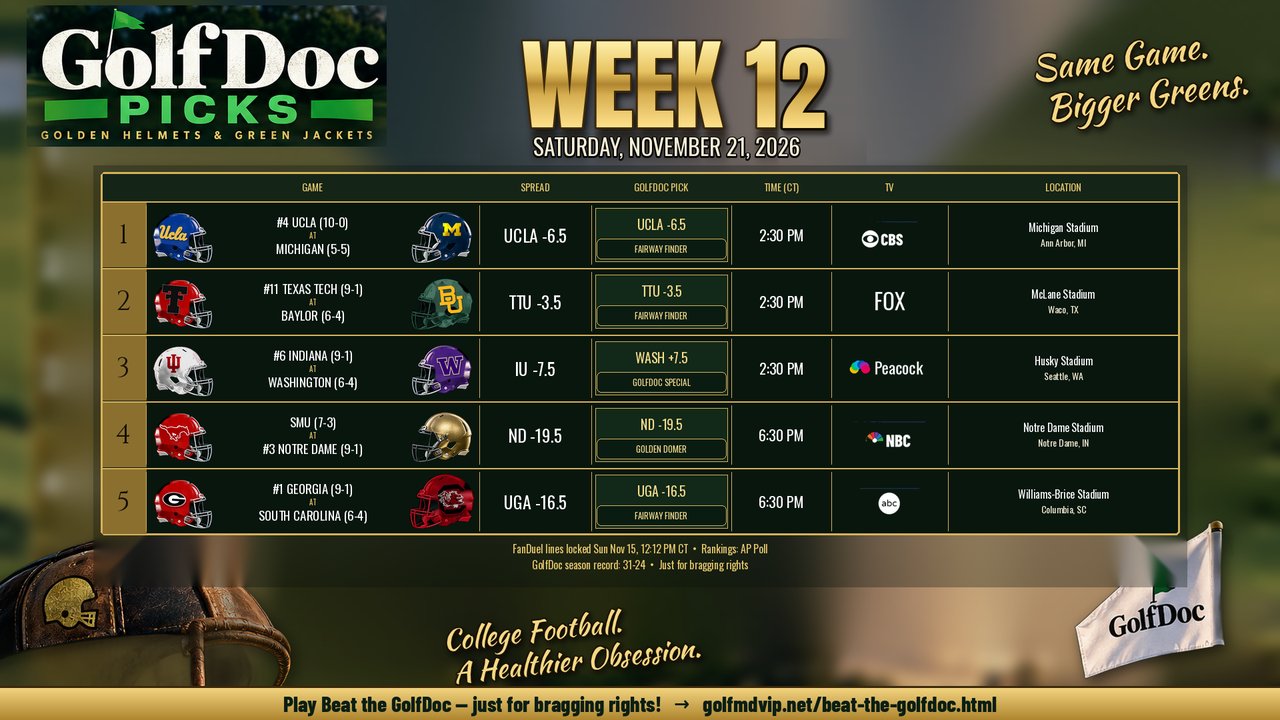 GolfDoc
PICKS
GOLDEN HELMETS & GREEN JACKETS
WEEK 12
SATURDAY, NOVEMBER 21, 2026
Same Game.
Bigger Greens.
GAME SPREAD GOLFDOC PICK TIME (CT) TV LOCATION
1
Ucla
#4 UCLA (10-0)
AT
MICHIGAN (5-5)
M
UCLA -6.5
UCLA -6.5
FAIRWAY FINDER
2:30 PM
CBS
Michigan Stadium
Ann Arbor, MI
2
T
#11 TEXAS TECH (9-1)
AT
BAYLOR (6-4)
BU
TTU -3.5
TTU -3.5
FAIRWAY FINDER
2:30 PM
FOX
McLane Stadium
Waco, TX
3
IU
#6 INDIANA (9-1)
AT
WASHINGTON (6-4)
W
IU -7.5
WASH +7.5
GOLFDOC SPECIAL
2:30 PM
Peacock
Husky Stadium
Seattle, WA
4
SMU (7-3)
AT
#3 NOTRE DAME (9-1)
ND -19.5
ND -19.5
GOLDEN DOMER
6:30 PM
NBC
Notre Dame Stadium
Notre Dame, IN
5
G
#1 GEORGIA (9-1)
AT
SOUTH CAROLINA (6-4)
C
UGA -16.5
UGA -16.5
FAIRWAY FINDER
6:30 PM
abc
Williams-Brice Stadium
Columbia, SC
FanDuel lines locked Sun Nov 15, 12:12 PM CT • Rankings: AP Poll
GolfDoc season record: 31-24 • Just for bragging rights
College Football.
A Healthier Obsession.
GolfDoc
Play Beat the GolfDoc – just for bragging rights! → golfmdvip.net/beat-the-golfdoc.html